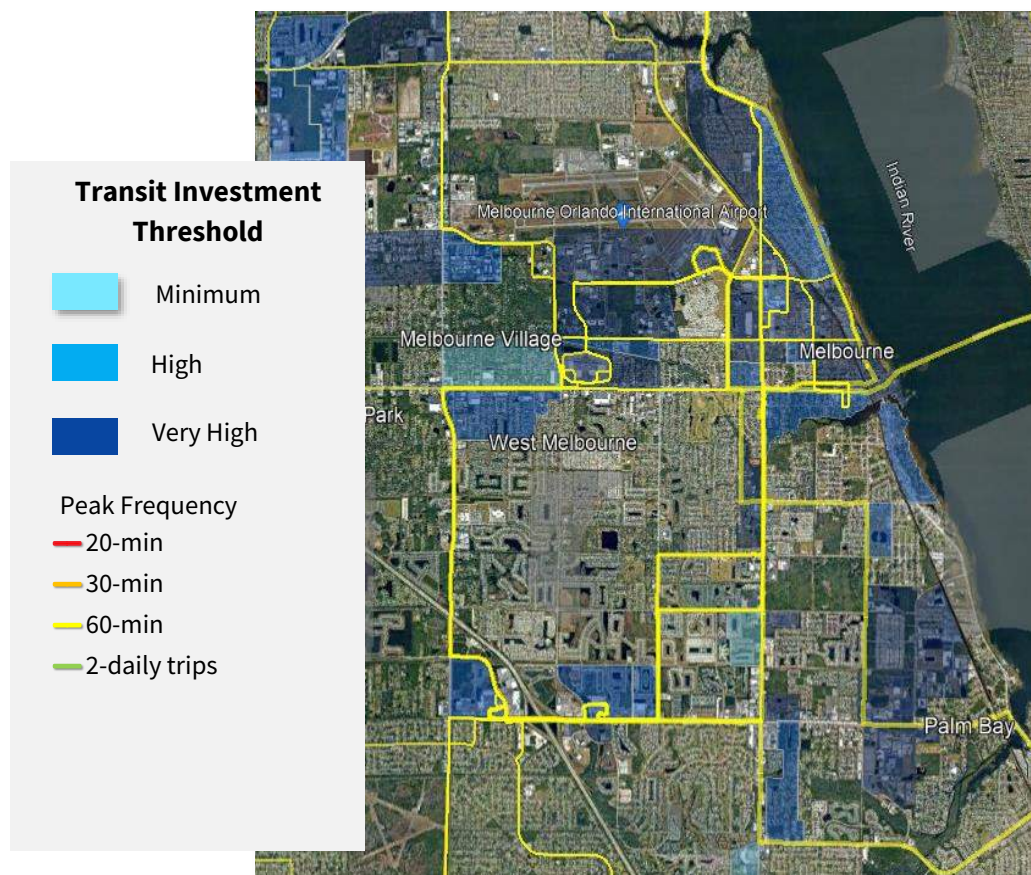 Transit Investment
Threshold
Minimum
High
Very High
Peak Frequency
20-min
30-min
60-min
2-daily trips
Melbourne Orlando International Airport
Indian River
Melbourne Village
Melbourne
Park
West Melbourne
Palm Bay